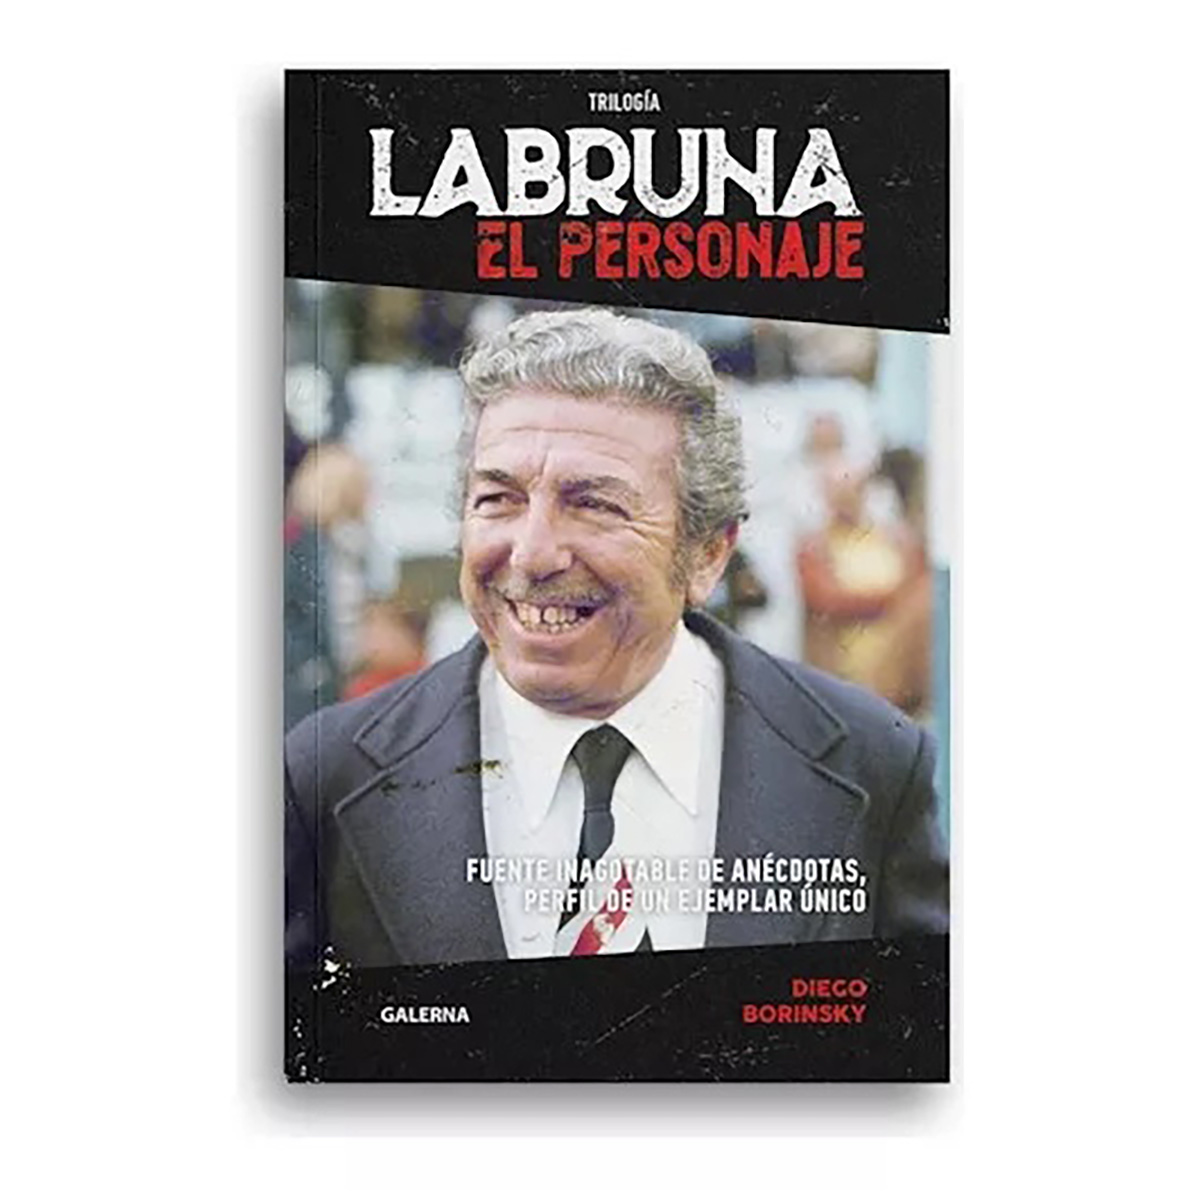 TRILOGÍA
LABRUNA
EL PERSONAJE
FUENTE INAGOTABLE DE ANÉCDOTAS,
PERFIL DE UN EJEMPLAR ÚNICO
DIEGO
BORINSKY
GALERNA